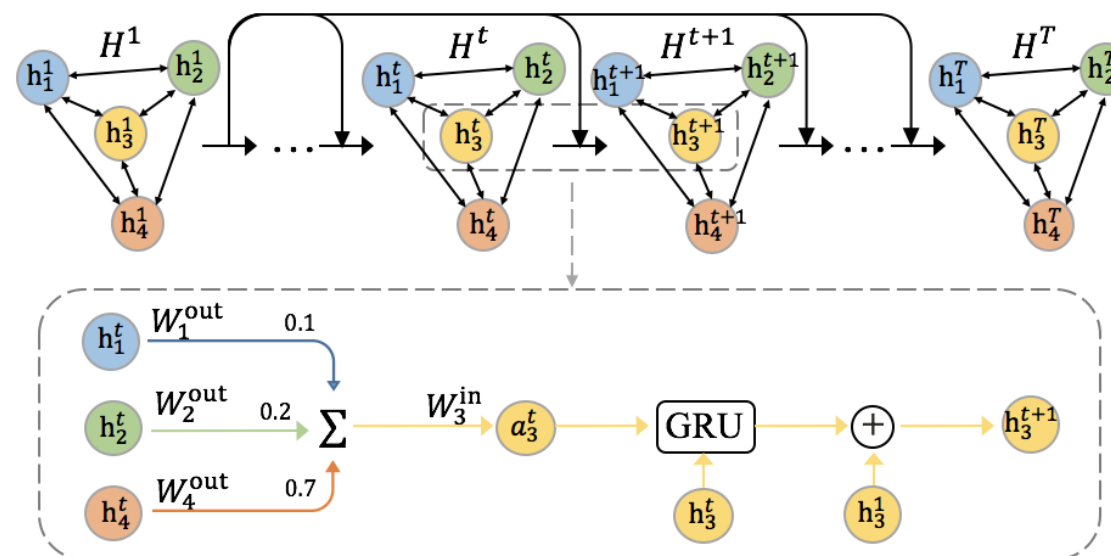 H^1 H^t H^{t+1} H^T
h_1^1 h_2^1 h_1^t h_2^t h_1^{t+1} h_2^{t+1} h_1^T h_2^T
h_3^1 h_3^t h_3^{t+1} h_3^T
... ...
h_4^1 h_4^t h_4^{t+1} h_4^T
h_1^t W_1^{out} 0.1
h_2^t W_2^{out} 0.2 Σ W_3^{in} a_3^t GRU + h_3^{t+1}
h_4^t W_4^{out} 0.7 h_3^t h_3^1